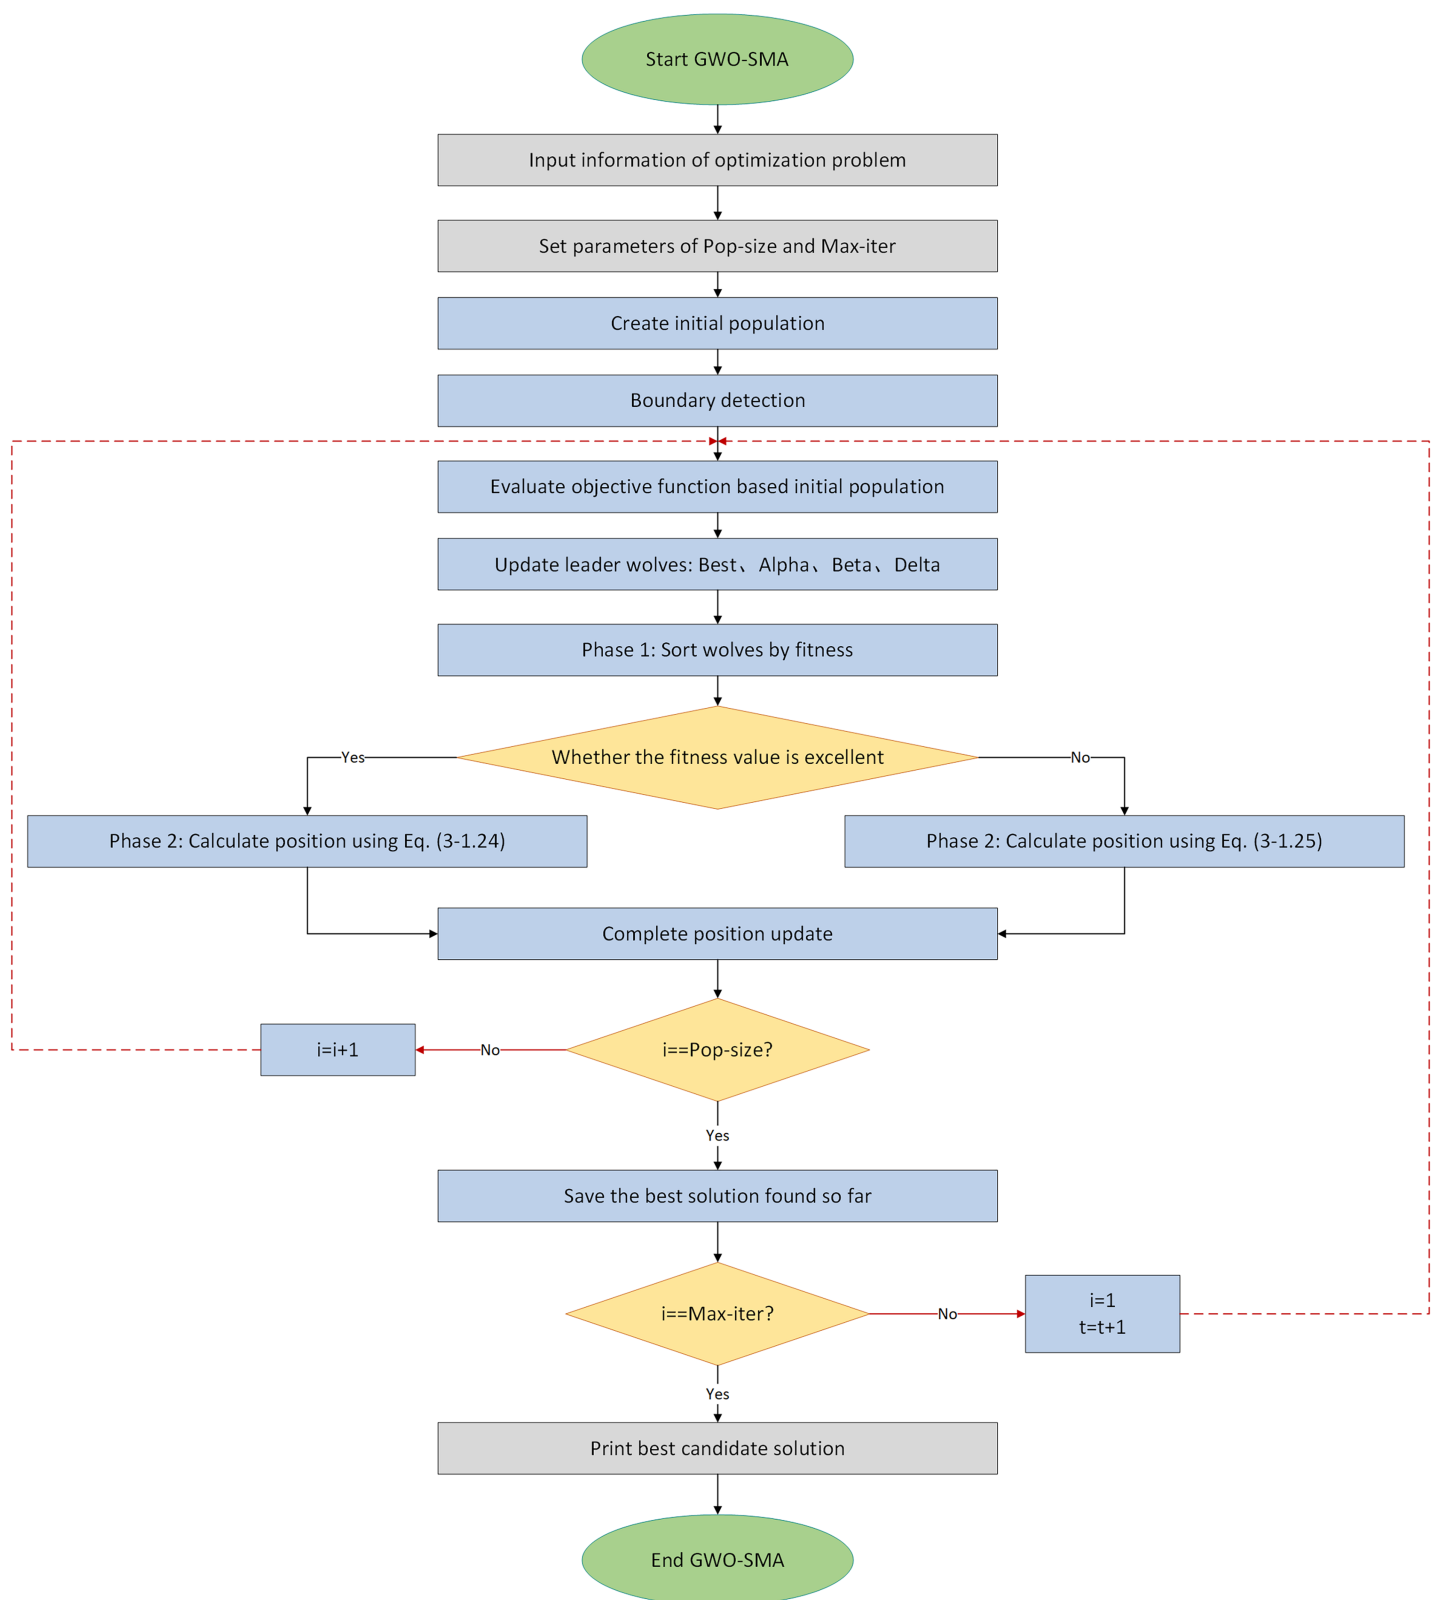 Start GWO-SMA
Input information of optimization problem
Set parameters of Pop-size and Max-iter
Create initial population
Boundary detection
Evaluate objective function based initial population
Update leader wolves: Best、Alpha、Beta、Delta
Phase 1: Sort wolves by fitness
Yes
Whether the fitness value is excellent
No
Phase 2: Calculate position using Eq. (3-1.24)
Phase 2: Calculate position using Eq. (3-1.25)
Complete position update
i=i+1
No
i==Pop-size?
Yes
Save the best solution found so far
i==Max-iter?
No
i=1
t=t+1
Yes
Print best candidate solution
End GWO-SMA